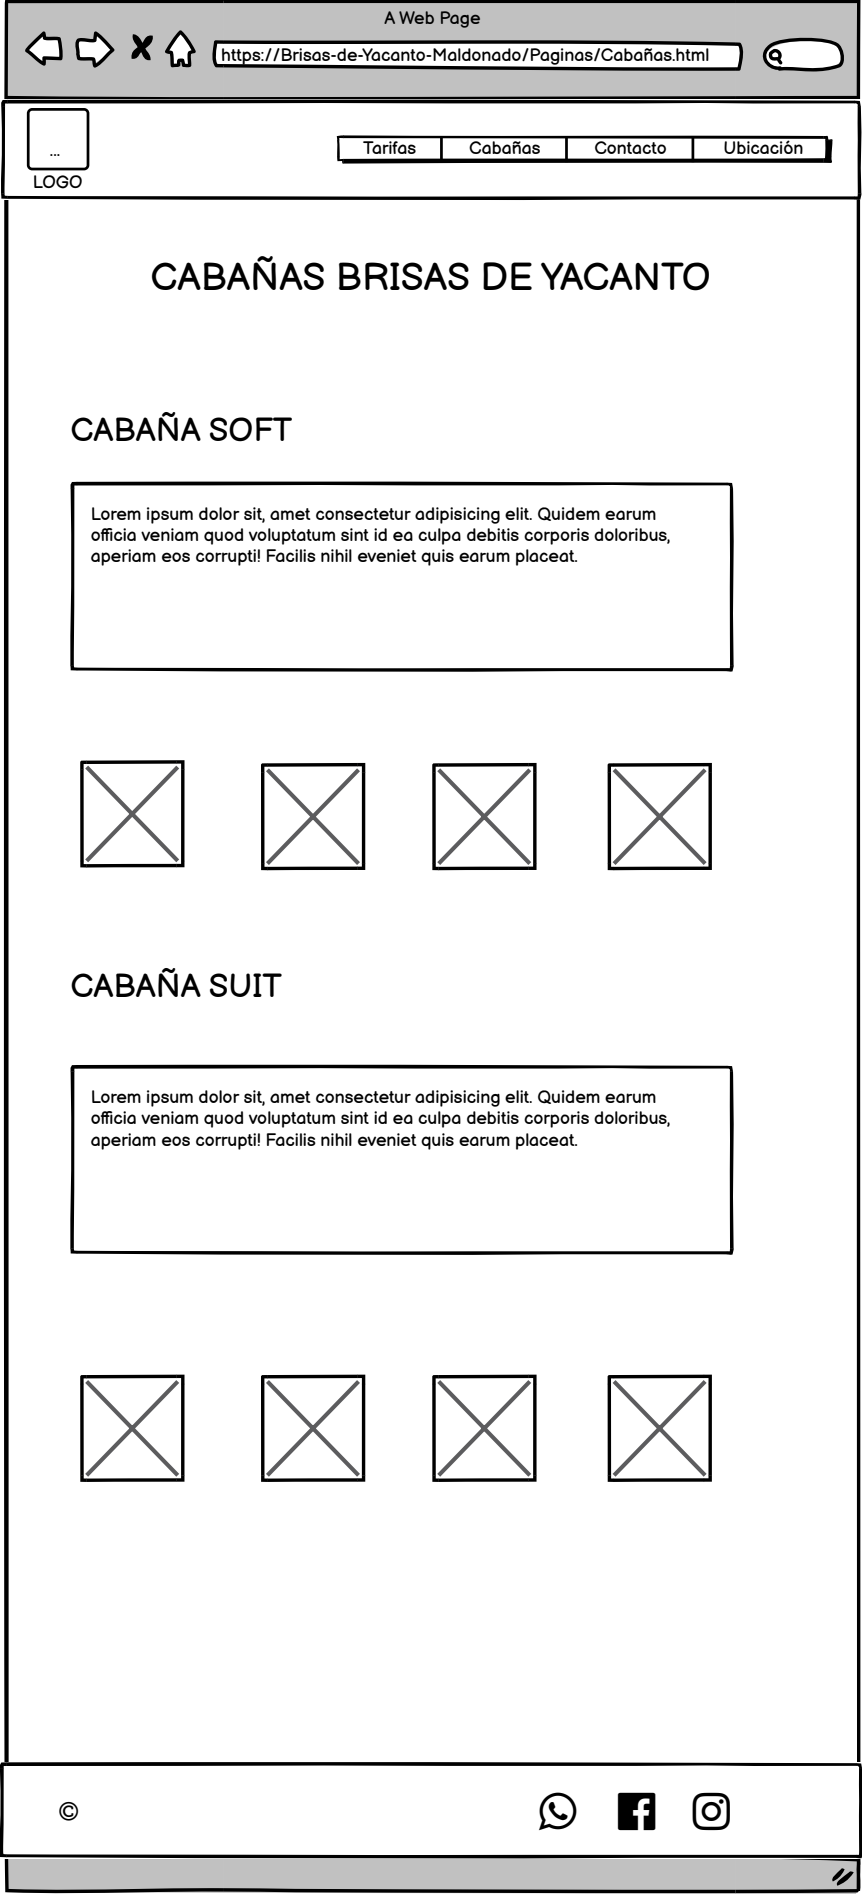 A Web Page
https://Brisas-de-Yacanto-Maldonado/Paginas/Cabañas.html
...
LOGO
Tarifas Cabañas Contacto Ubicación
CABAÑAS BRISAS DE YACANTO
CABAÑA SOFT
Lorem ipsum dolor sit, amet consectetur adipisicing elit. Quidem earum
officia veniam quod voluptatum sint id ea culpa debitis corporis doloribus,
aperiam eos corrupti! Facilis nihil eveniet quis earum placeat.
CABAÑA SUIT
Lorem ipsum dolor sit, amet consectetur adipisicing elit. Quidem earum
officia veniam quod voluptatum sint id ea culpa debitis corporis doloribus,
aperiam eos corrupti! Facilis nihil eveniet quis earum placeat.
©